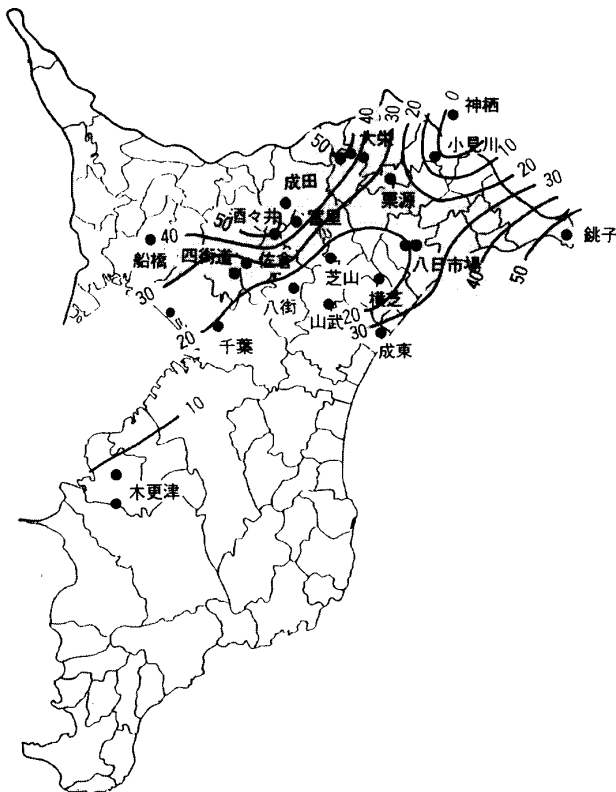 0
神栖
40
30
20
小見川
10
50
大栄
20
30
成田
栗源
50
酒々井
富里
銚子
40
船橋
四街道
佐倉
芝山
八日市場
40
50
30
八街
横芝
山武
20
20
千葉
30
成東
10
木更津